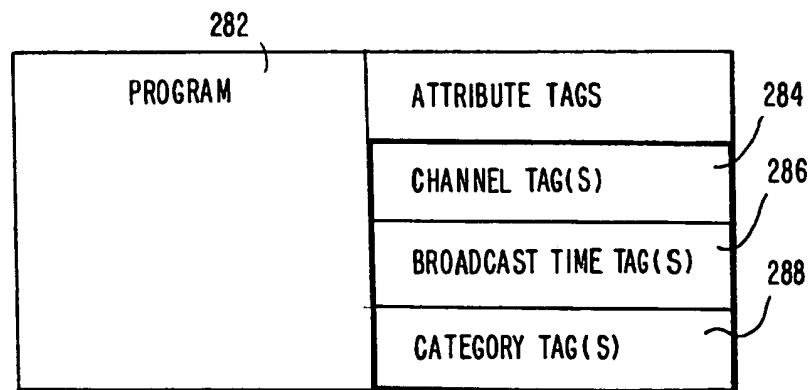 282
PROGRAM
ATTRIBUTE TAGS
284
CHANNEL TAG(S)
286
BROADCAST TIME TAG(S)
288
CATEGORY TAG(S)